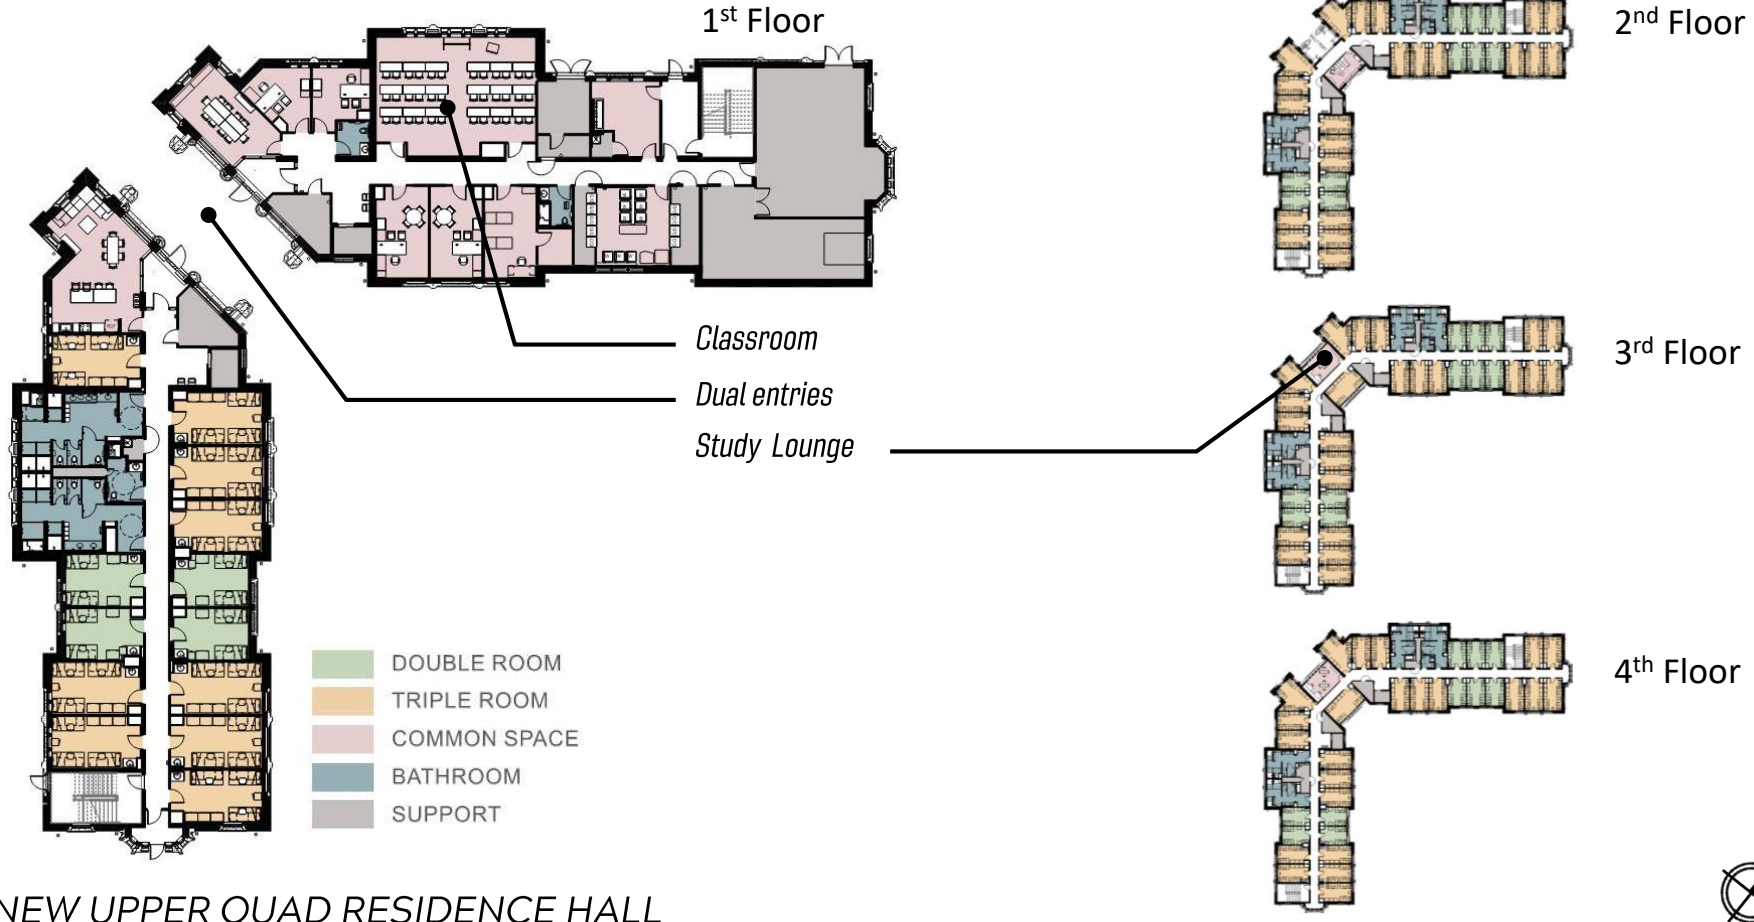 1st Floor
2nd Floor
Classroom
Dual entries
Study Lounge
3rd Floor
DOUBLE ROOM
TRIPLE ROOM
COMMON SPACE
BATHROOM
SUPPORT
4th Floor
NEW UPPER QUAD RESIDENCE HALL